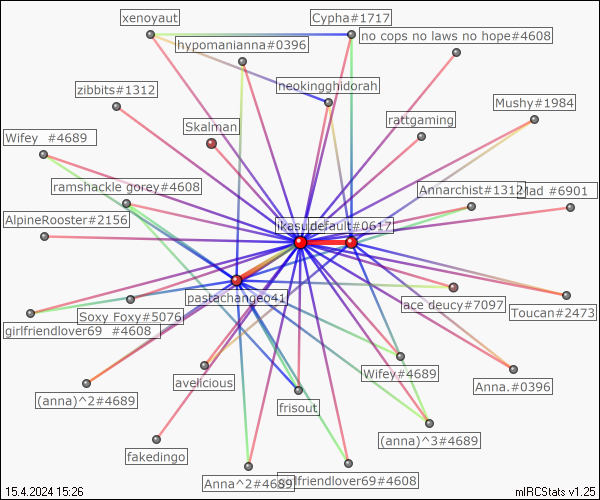 xenoyaut
Cypha#1717
no cops no laws no hope#4608
hypomanianna#0396
neokingghidorah
zibbits#1312
Mushy#1984
Skalman
rattgaming
Wifey  #4689
ramshackle gorey#4608
Annarchist#1312
Mad #6901
AlpineRooster#2156
default#0617
pastachangeo41
ace deucy#7097
Soxy Foxy#5076
Toucan#2473
girlfriendlover69  #4608
Wifey#4689
avelicious
Anna.#0396
(anna)^2#4689
frisout
(anna)^3#4689
fakedingo
Anna^2#4689
girlfriendlover69#4608
15.4.2024 15:26
mIRCStats v1.25